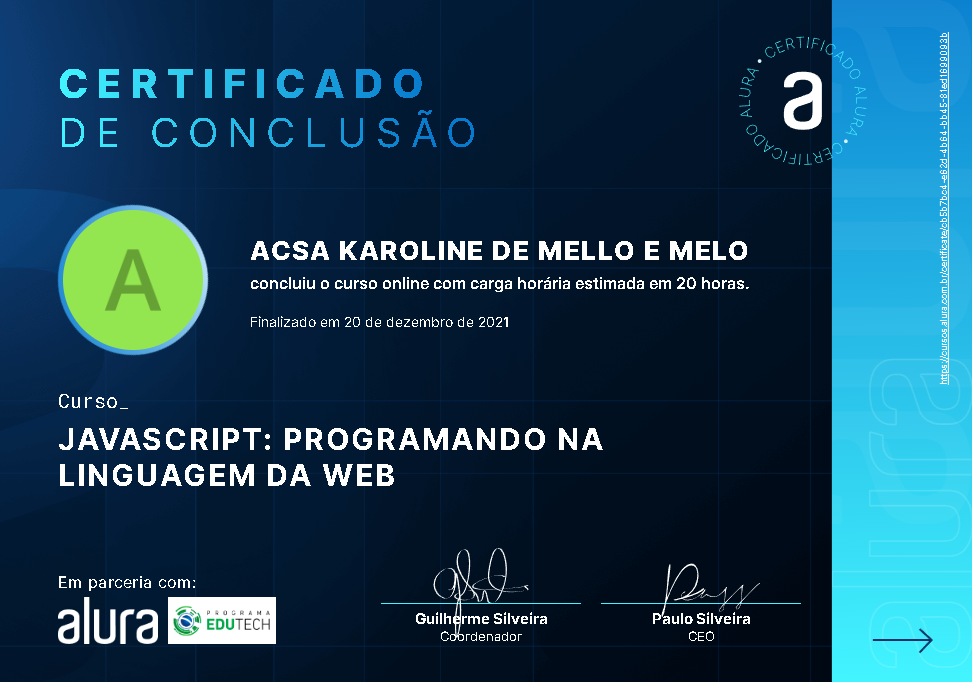 CERTIFICADO
DE CONCLUSÃO
CERTIFICADO ALURA • CERTIFICADO ALURA •
a
https://cursos.alura.com.br/certificate/cb5b7bc4-e62d-4b64-bb45-81ed1699093b
A
ACSA KAROLINE DE MELLO E MELO
concluiu o curso online com carga horária estimada em 20 horas.
Finalizado em 20 de dezembro de 2021
Curso_
JAVASCRIPT: PROGRAMANDO NA
LINGUAGEM DA WEB
Em parceria com:
alura
PROGRAMA
EDUTECH
Guilherme Silveira
Coordenador
Paulo Silveira
CEO
alura